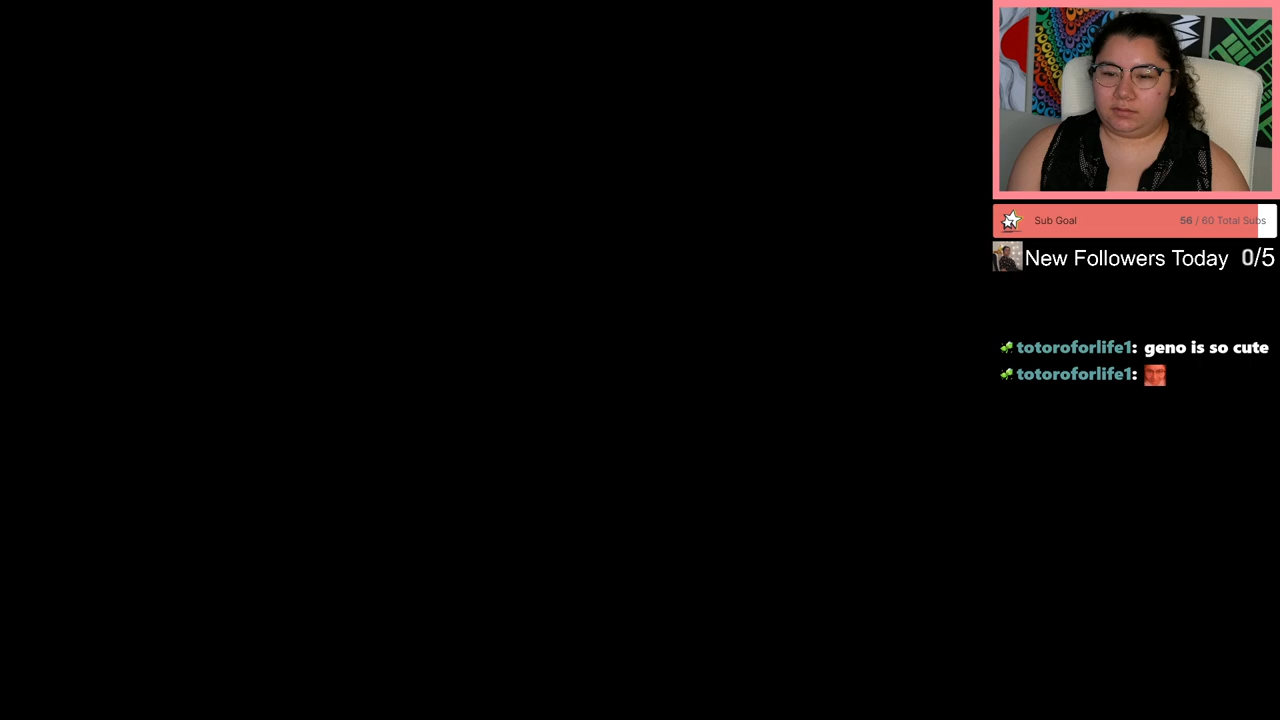 Sub Goal 56 / 60 Total Subs
New Followers Today 0/5
totoroforlife1: geno is so cute
totoroforlife1: